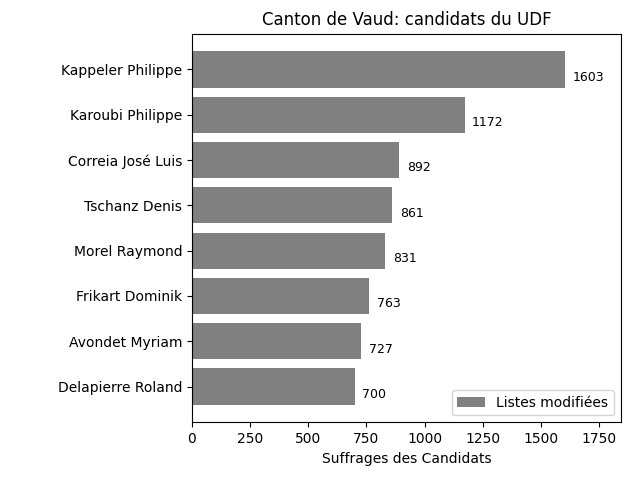 Canton de Vaud: candidats du UDF
Kappeler Philippe 1603
Karoubi Philippe 1172
Correia José Luis 892
Tschanz Denis 861
Morel Raymond 831
Frikart Dominik 763
Avondet Myriam 727
Delapierre Roland 700
Listes modifiées
0 250 500 750 1000 1250 1500 1750
Suffrages des Candidats